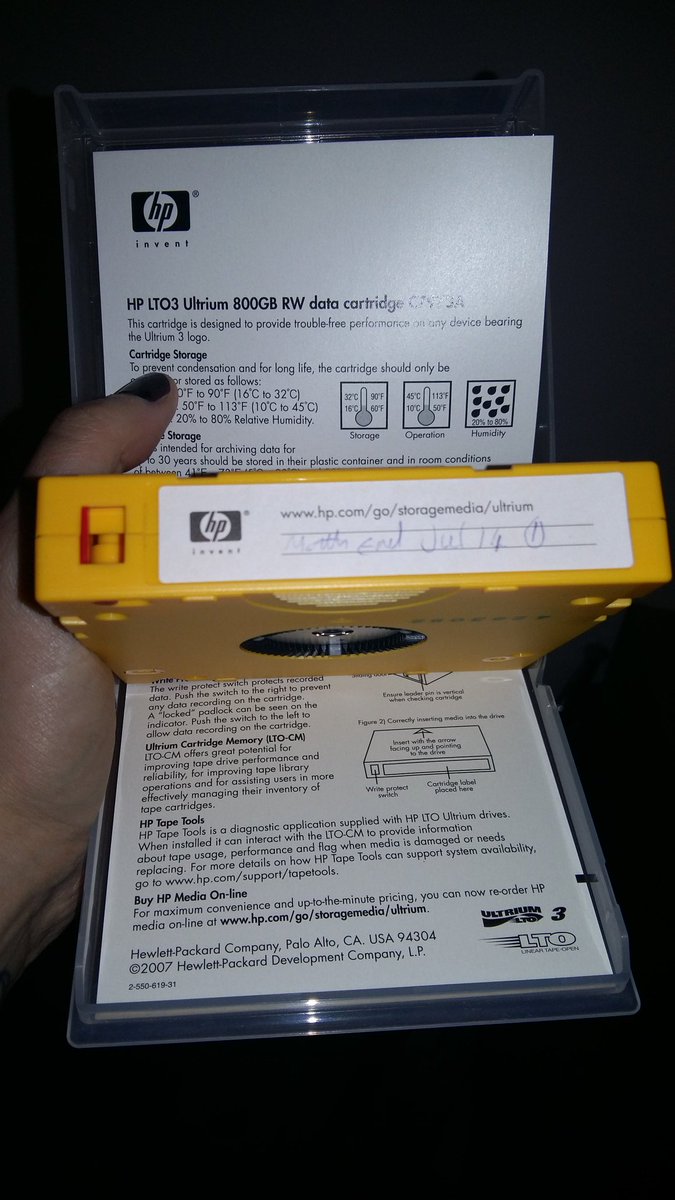 hp®
invent
HP LTO3 Ultrium 800GB RW data cartridge
This cartridge is designed to provide trouble-free performance on any device bearing
the Ultrium 3 logo.
Cartridge Storage
To prevent condensation and for long life, the cartridge should only be
or stored as follows:
°F to 90°F (16°C to 32°C)
50°F to 113°F (10°C to 45°C)
20% to 80% Relative Humidity.
32°C 90°F
16°C 60°F
Storage
45°C 113°F
10°C 50°F
Operation
20% to 80%
Humidity
Storage
intended for archiving data for
to 30 years should be stored in their plastic container and in room conditions
of between 41°F
hp®
invent
www.hp.com/go/storagemedia/ultrium
Month End Jul 14 1
The write protect switch protects recorded
data. Push the switch to the right to prevent
any data recording on the cartridge.
A "locked" padlock can be seen on the
indicator. Push the switch to the left to
allow data recording on the cartridge.
Ultrium Cartridge Memory (LTO-CM)
LTO-CM offers great potential for
improving tape drive performance and
reliability, for improving tape library
operations and for assisting users in more
effectively managing their inventory of
tape cartridges.
Ensure leader pin is vertical
when checking cartridge
Figure 2) Correctly inserting media into the drive
Insert with the arrow
facing up and pointing
to the drive
Write protect
switch
Cartridge label
placed here
HP Tape Tools
HP Tape Tools is a diagnostic application supplied with HP LTO Ultrium drives.
When installed it can interact with the LTO-CM to provide information
about tape usage, performance and flag when media is damaged or needs
replacing. For more details on how HP Tape Tools can support system availability,
go to www.hp.com/support/tapetools.
Buy HP Media On-line
For maximum convenience and up-to-the-minute pricing, you can now re-order HP
media on-line at www.hp.com/go/storagemedia/ultrium.
ULTRIUM LTO 3
LTO
LINEAR TAPE-OPEN
Hewlett-Packard Company, Palo Alto, CA. USA 94304
©2007 Hewlett-Packard Development Company, L.P.
2-550-619-31